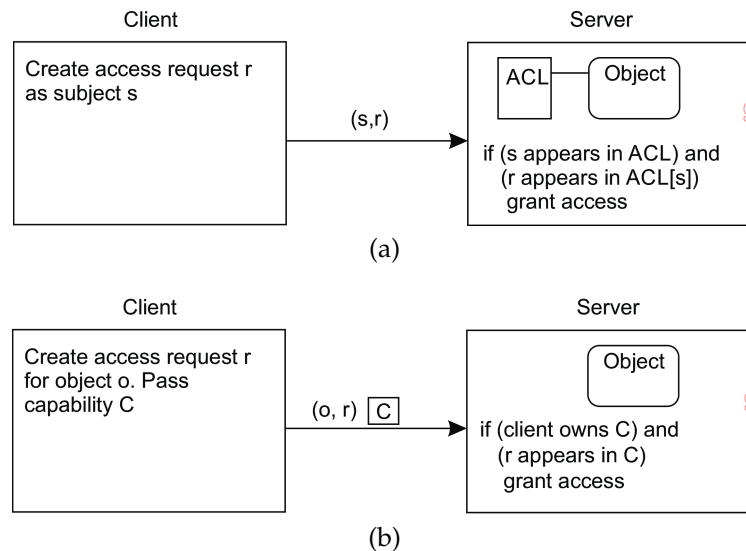 Client
Server
Create access request r
as subject s
(s,r)
ACL
Object
if (s appears in ACL) and
(r appears in ACL[s])
grant access
(a)
Client
Server
Create access request r
for object o. Pass
capability C
(o, r) C
Object
if (client owns C) and
(r appears in C)
grant access
(b)